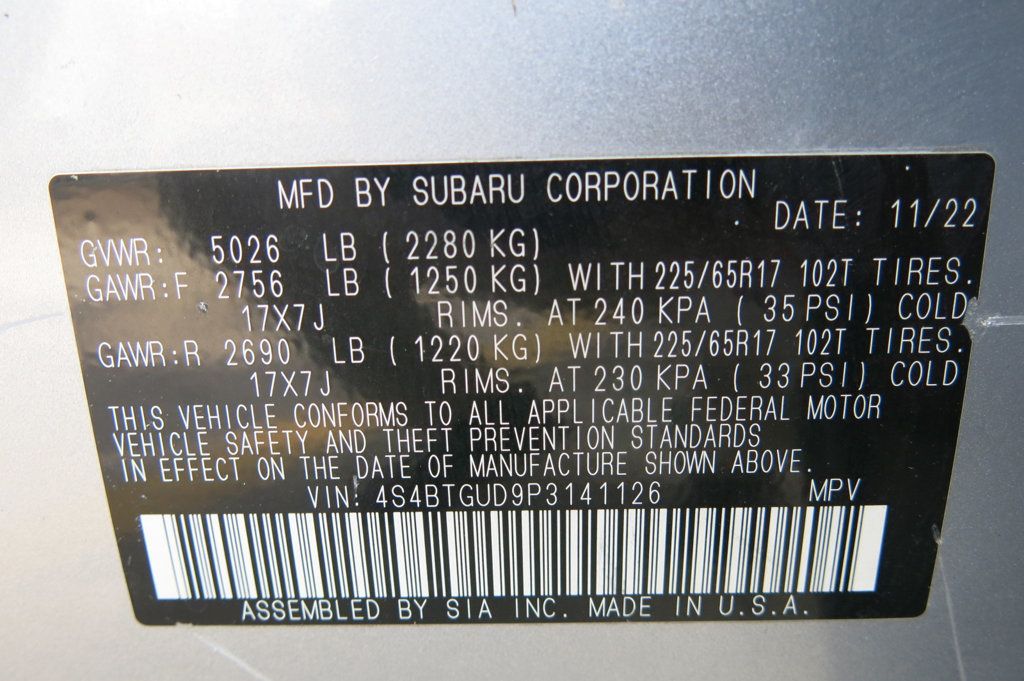 MFD BY SUBARU CORPORATION
DATE: 11/22
GVWR: 5026 LB ( 2280 KG)
GAWR:F 2756 LB ( 1250 KG) WITH 225/65R17 102T TIRES.
17X7J RIMS. AT 240 KPA ( 35 PSI) COLD
GAWR:R 2690 LB ( 1220 KG) WITH 225/65R17 102T TIRES.
17X7J RIMS. AT 230 KPA ( 33 PSI) COLD
THIS VEHICLE CONFORMS TO ALL APPLICABLE FEDERAL MOTOR
VEHICLE SAFETY AND THEFT PREVENTION STANDARDS
IN EFFECT ON THE DATE OF MANUFACTURE SHOWN ABOVE.
VIN: 4S4BTGUD9P3141126 MPV
ASSEMBLED BY SIA INC. MADE IN U.S.A.